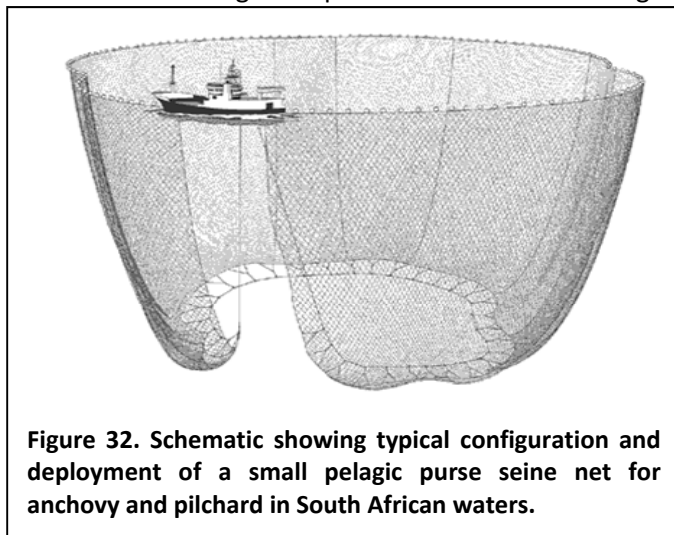 Figure 32. Schematic showing typical configuration and
deployment of a small pelagic purse seine net for
anchovy and pilchard in South African waters.